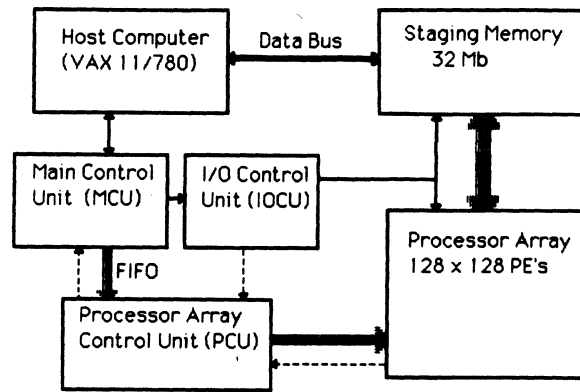 Host Computer
(VAX 11/780)
Data Bus
Staging Memory
32 Mb
Main Control
Unit (MCU)
I/O Control
Unit (IOCU)
FIFO
Processor Array
128 x 128 PE's
Processor Array
Control Unit (PCU)